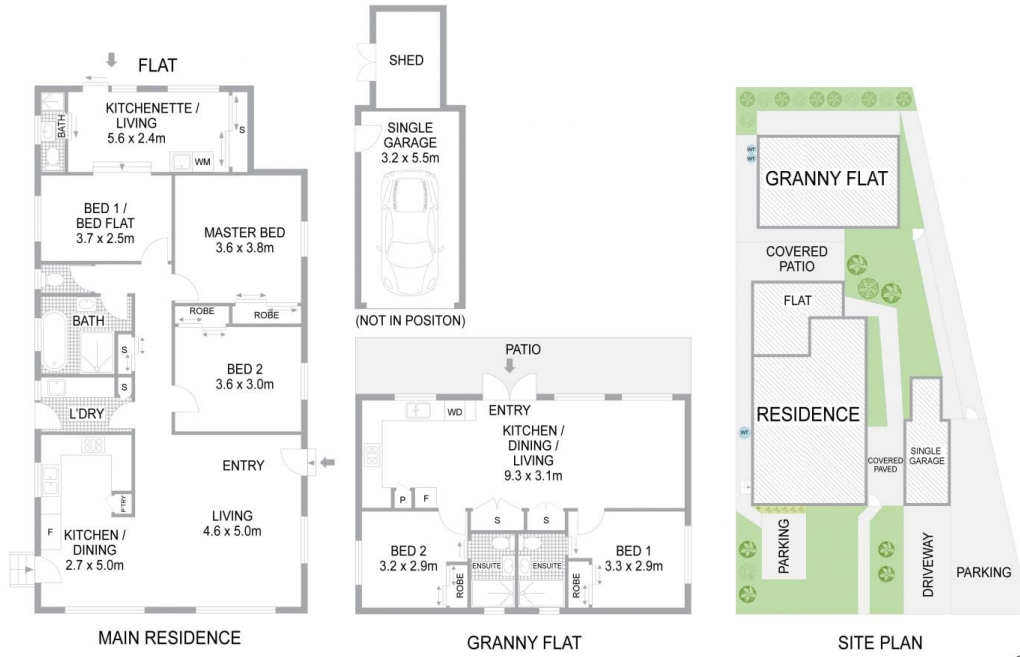 FLAT
KITCHENETTE /
LIVING
5.6 x 2.4m
BATH
S
WM
BED 1 /
BED FLAT
3.7 x 2.5m
MASTER BED
3.6 x 3.8m
ROBE
ROBE
BATH
S
BED 2
3.6 x 3.0m
S
L'DRY
ENTRY
PTRY
F
LIVING
4.6 x 5.0m
KITCHEN /
DINING
2.7 x 5.0m
MAIN RESIDENCE
SHED
SINGLE
GARAGE
3.2 x 5.5m
(NOT IN POSITON)
PATIO
WD
ENTRY
KITCHEN /
DINING /
LIVING
9.3 x 3.1m
P
F
S
S
BED 2
3.2 x 2.9m
ROBE
ENSUITE
ENSUITE
ROBE
BED 1
3.3 x 2.9m
GRANNY FLAT
WT
WT
GRANNY FLAT
COVERED
PATIO
FLAT
RESIDENCE
WT
COVERED
PAVED
SINGLE
GARAGE
PARKING
DRIVEWAY
PARKING
SITE PLAN